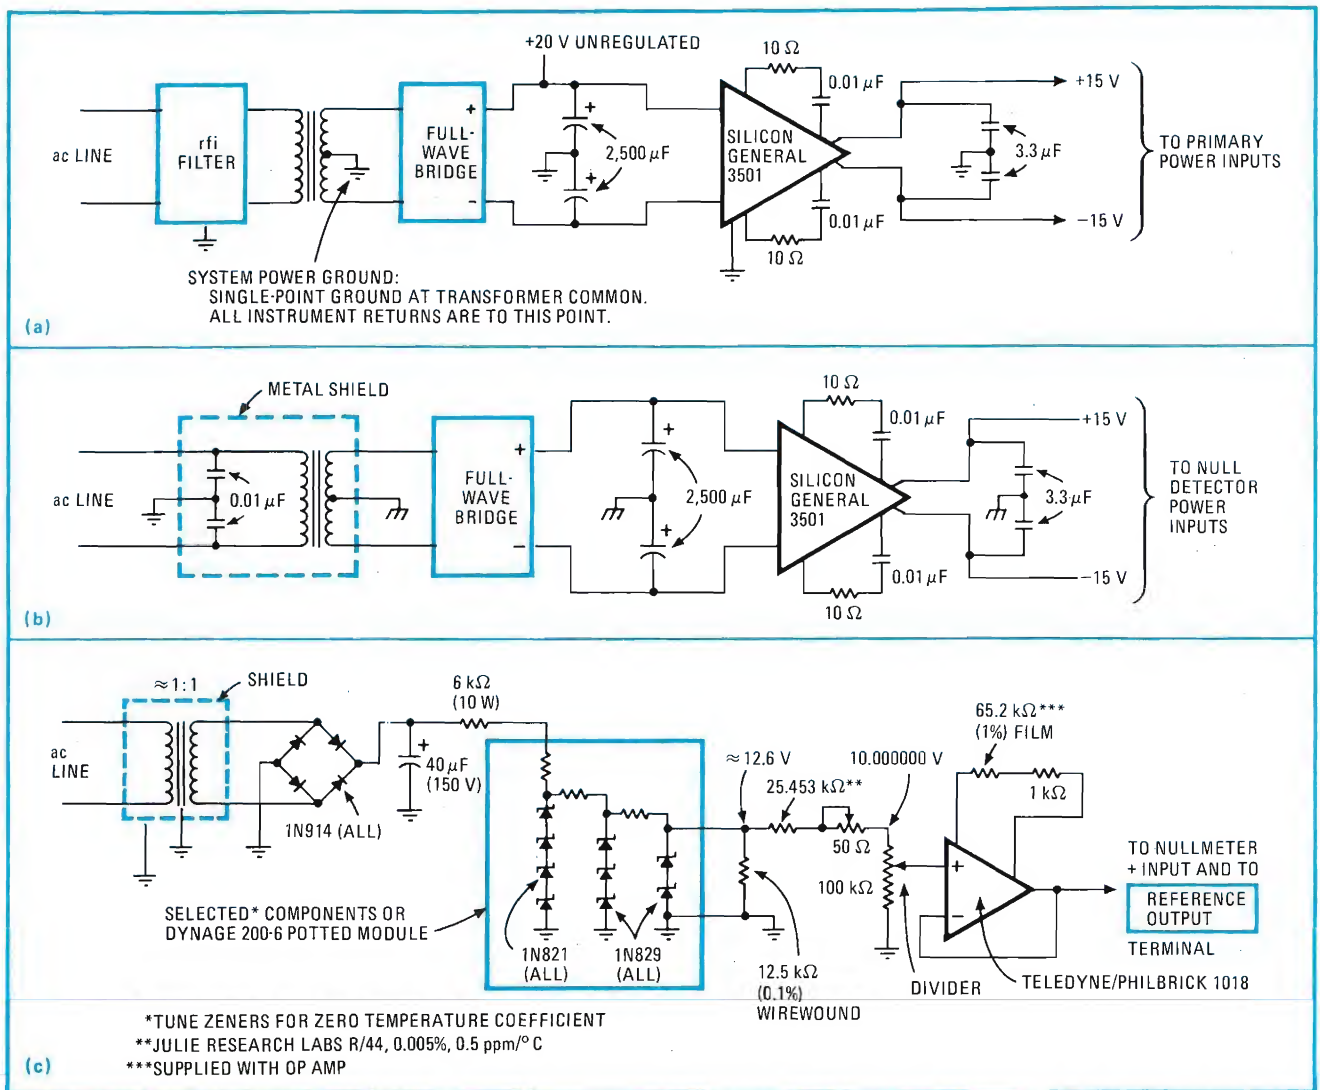 +20 V UNREGULATED
10 Ω
0.01 µF
+15 V
ac LINE
rfi
FILTER
FULL-
WAVE
BRIDGE
+
−
+
+
2,500 µF
SILICON
GENERAL
3501
3.3 µF
TO PRIMARY
POWER INPUTS
0.01 µF
10 Ω
−15 V
SYSTEM POWER GROUND:
SINGLE-POINT GROUND AT TRANSFORMER COMMON.
ALL INSTRUMENT RETURNS ARE TO THIS POINT.
(a)
METAL SHIELD
10 Ω
0.01 µF
+15 V
ac LINE
0.01 µF
FULL-
WAVE
BRIDGE
+
−
+
+
2,500 µF
SILICON
GENERAL
3501
3.3 µF
TO NULL
DETECTOR
POWER
INPUTS
0.01 µF
10 Ω
−15 V
(b)
≈1:1
SHIELD
6 kΩ
(10 W)
65.2 kΩ***
(1%) FILM
ac
LINE
+
40 µF
(150 V)
≈12.6 V
10.000000 V
25.453 kΩ**
1 kΩ
1N914 (ALL)
50 Ω
100 kΩ
+
−
TO NULLMETER
+ INPUT AND TO
REFERENCE
OUTPUT
TERMINAL
SELECTED* COMPONENTS OR
DYNAGE 200-6 POTTED MODULE
1N821
(ALL)
1N829
(ALL)
12.5 kΩ
(0.1%)
WIREWOUND
DIVIDER
TELEDYNE/PHILBRICK 1018
*TUNE ZENERS FOR ZERO TEMPERATURE COEFFICIENT
**JULIE RESEARCH LABS R/44, 0.005%, 0.5 ppm/°C
***SUPPLIED WITH OP AMP
(c)